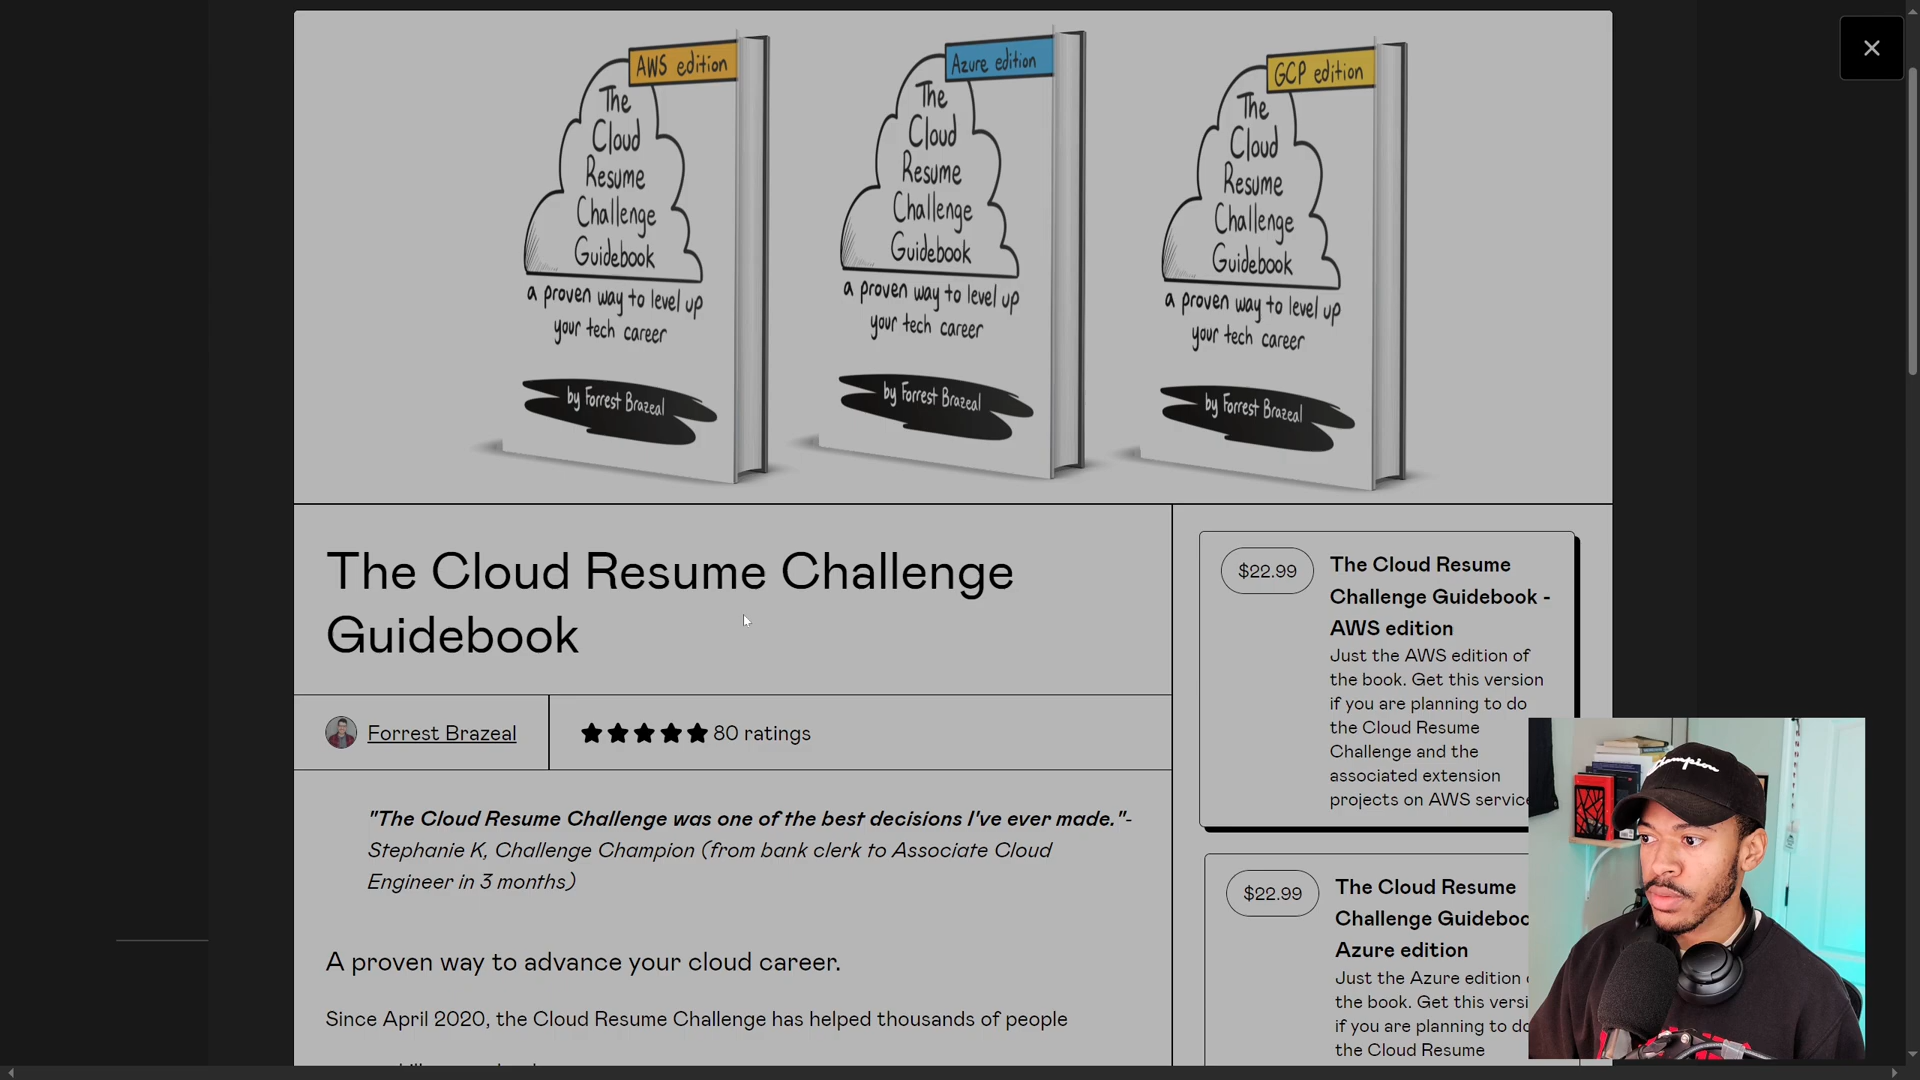 AWS edition
The
Cloud
Resume
Challenge
Guidebook
a proven way to level up
your tech career
by Forrest Brazeal
Azure edition
The
Cloud
Resume
Challenge
Guidebook
a proven way to level up
your tech career
by Forrest Brazeal
GCP edition
The
Cloud
Resume
Challenge
Guidebook
a proven way to level up
your tech career
by Forrest Brazeal
The Cloud Resume Challenge
Guidebook
Forrest Brazeal
80 ratings
"The Cloud Resume Challenge was one of the best decisions I've ever made."-
Stephanie K, Challenge Champion (from bank clerk to Associate Cloud
Engineer in 3 months)
A proven way to advance your cloud career.
Since April 2020, the Cloud Resume Challenge has helped thousands of people
$22.99
The Cloud Resume
Challenge Guidebook -
AWS edition
Just the AWS edition of
the book. Get this version
if you are planning to do
the Cloud Resume
Challenge and the
associated extension
projects on AWS servic
$22.99
The Cloud Resume
Challenge Guideboo
Azure edition
Just the Azure edition
the book. Get this versi
if you are planning to do
the Cloud Resume
Champion